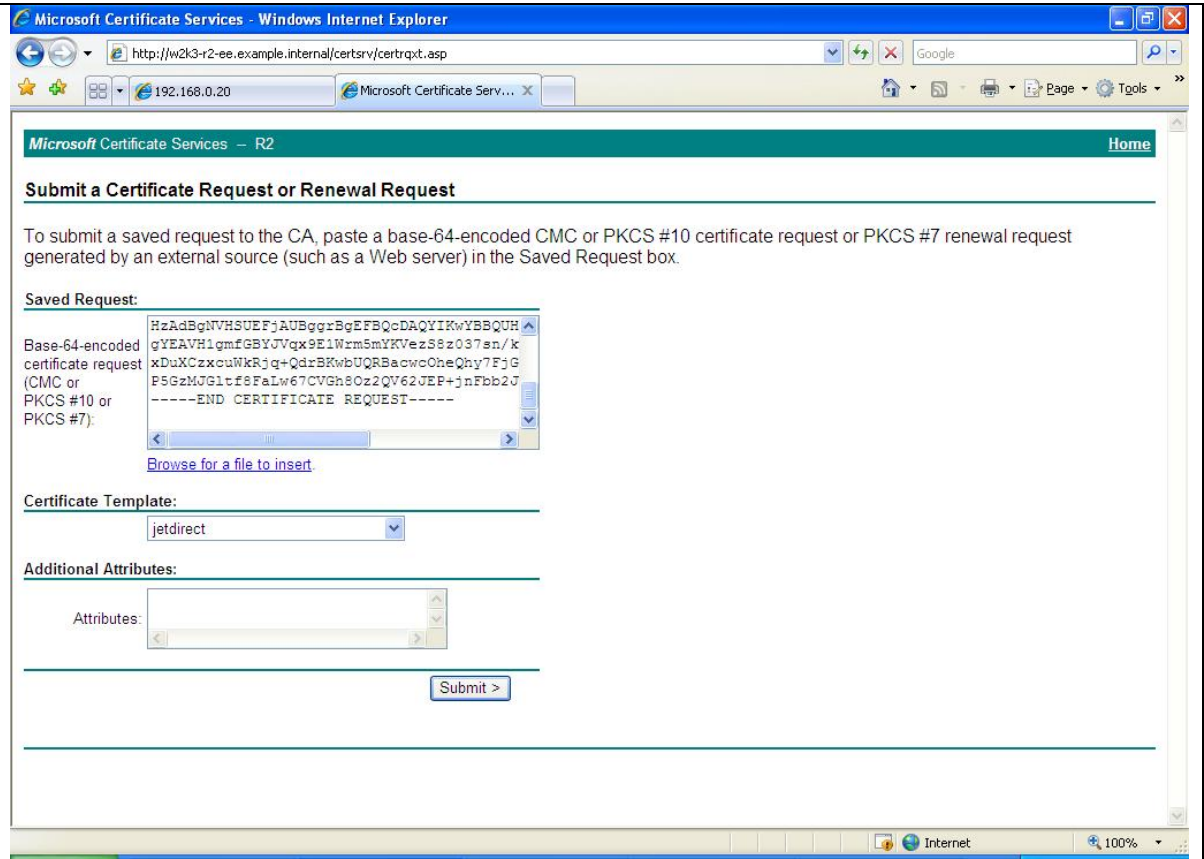 Microsoft Certificate Services - Windows Internet Explorer
http://w2k3-r2-ee.example.internal/certsrv/certrqxt.asp
Google
192.168.0.20
Microsoft Certificate Serv...
Page
Tools
Microsoft Certificate Services -- R2
Home
Submit a Certificate Request or Renewal Request
To submit a saved request to the CA, paste a base-64-encoded CMC or PKCS #10 certificate request or PKCS #7 renewal request
generated by an external source (such as a Web server) in the Saved Request box.
Saved Request:
Base-64-encoded
certificate request
(CMC or
PKCS #10 or
PKCS #7):
HzAdBgNVHSUEFjAUBggrBgEFBQcDAQYIKwYBBQUH
gYEAVH1gmfGBYJVqx9E1Wrm5mYKVezS8z037sn/k
xDuXCzxcuWkRjq+QdrBKwbUQRBacwcOheQhy7FjG
P5GzMJGltf8FaLw67CVGh8Oz2QV62JEP+jnFbb2J
-----END CERTIFICATE REQUEST-----
Browse for a file to insert.
Certificate Template:
jetdirect
Additional Attributes:
Attributes:
Submit >
Internet
100%